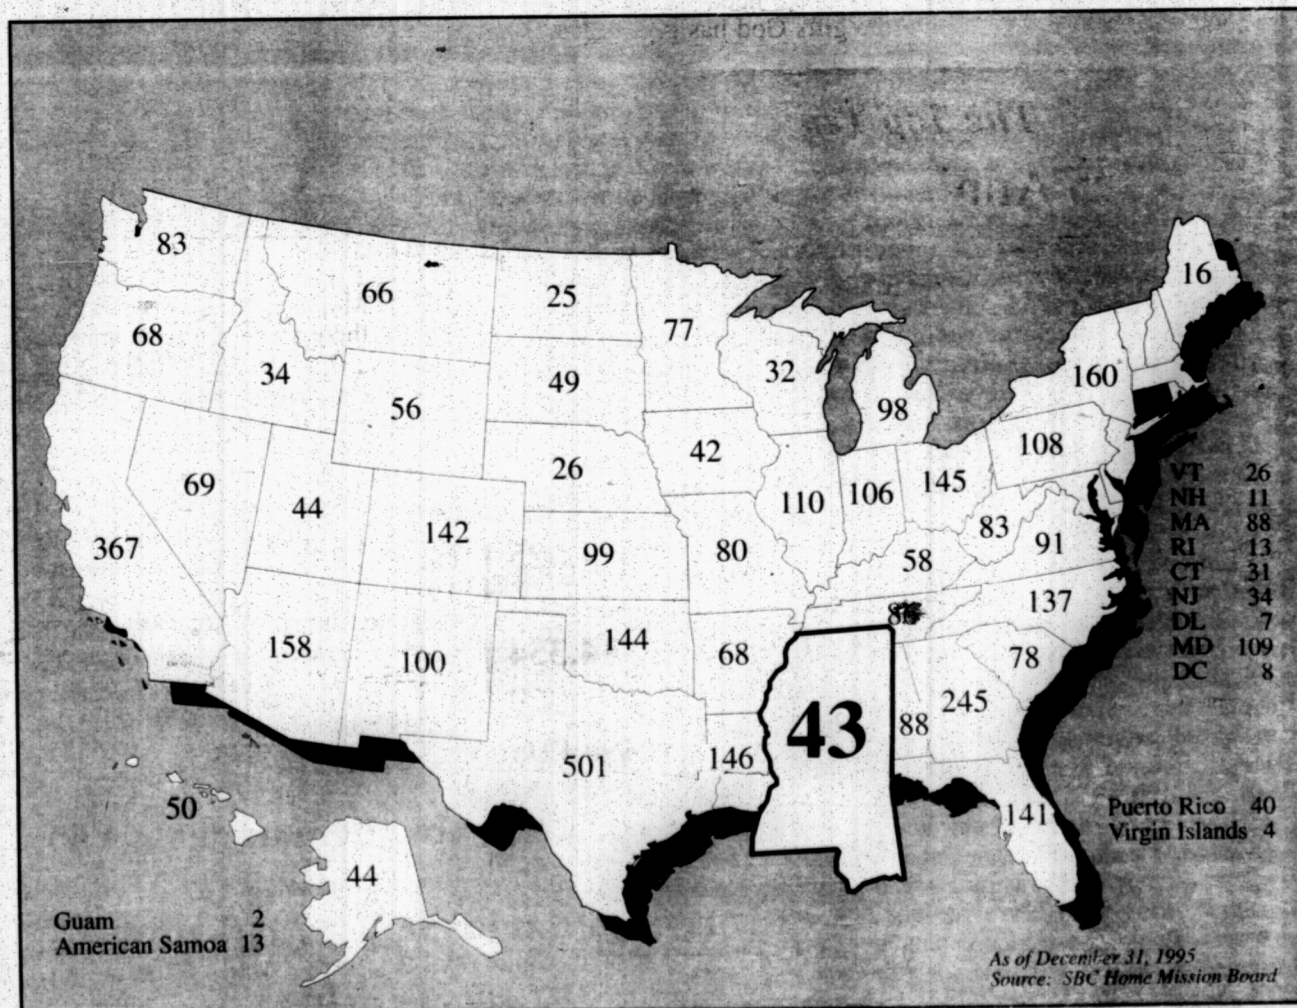 83
66
25
77
16
68
34
56
49
32
98
160
69
44
142
26
42
110
106
145
108
367
99
80
58
83
91
158
100
144
68
137
501
146
43
88
245
78
141
50
44
VT 26
NH 11
MA 88
RI 13
CT 31
NJ 34
DL 7
MD 109
DC 8
Puerto Rico 40
Virgin Islands 4
Guam 2
American Samoa 13
As of December 31, 1995
Source: SBC Home Mission Board